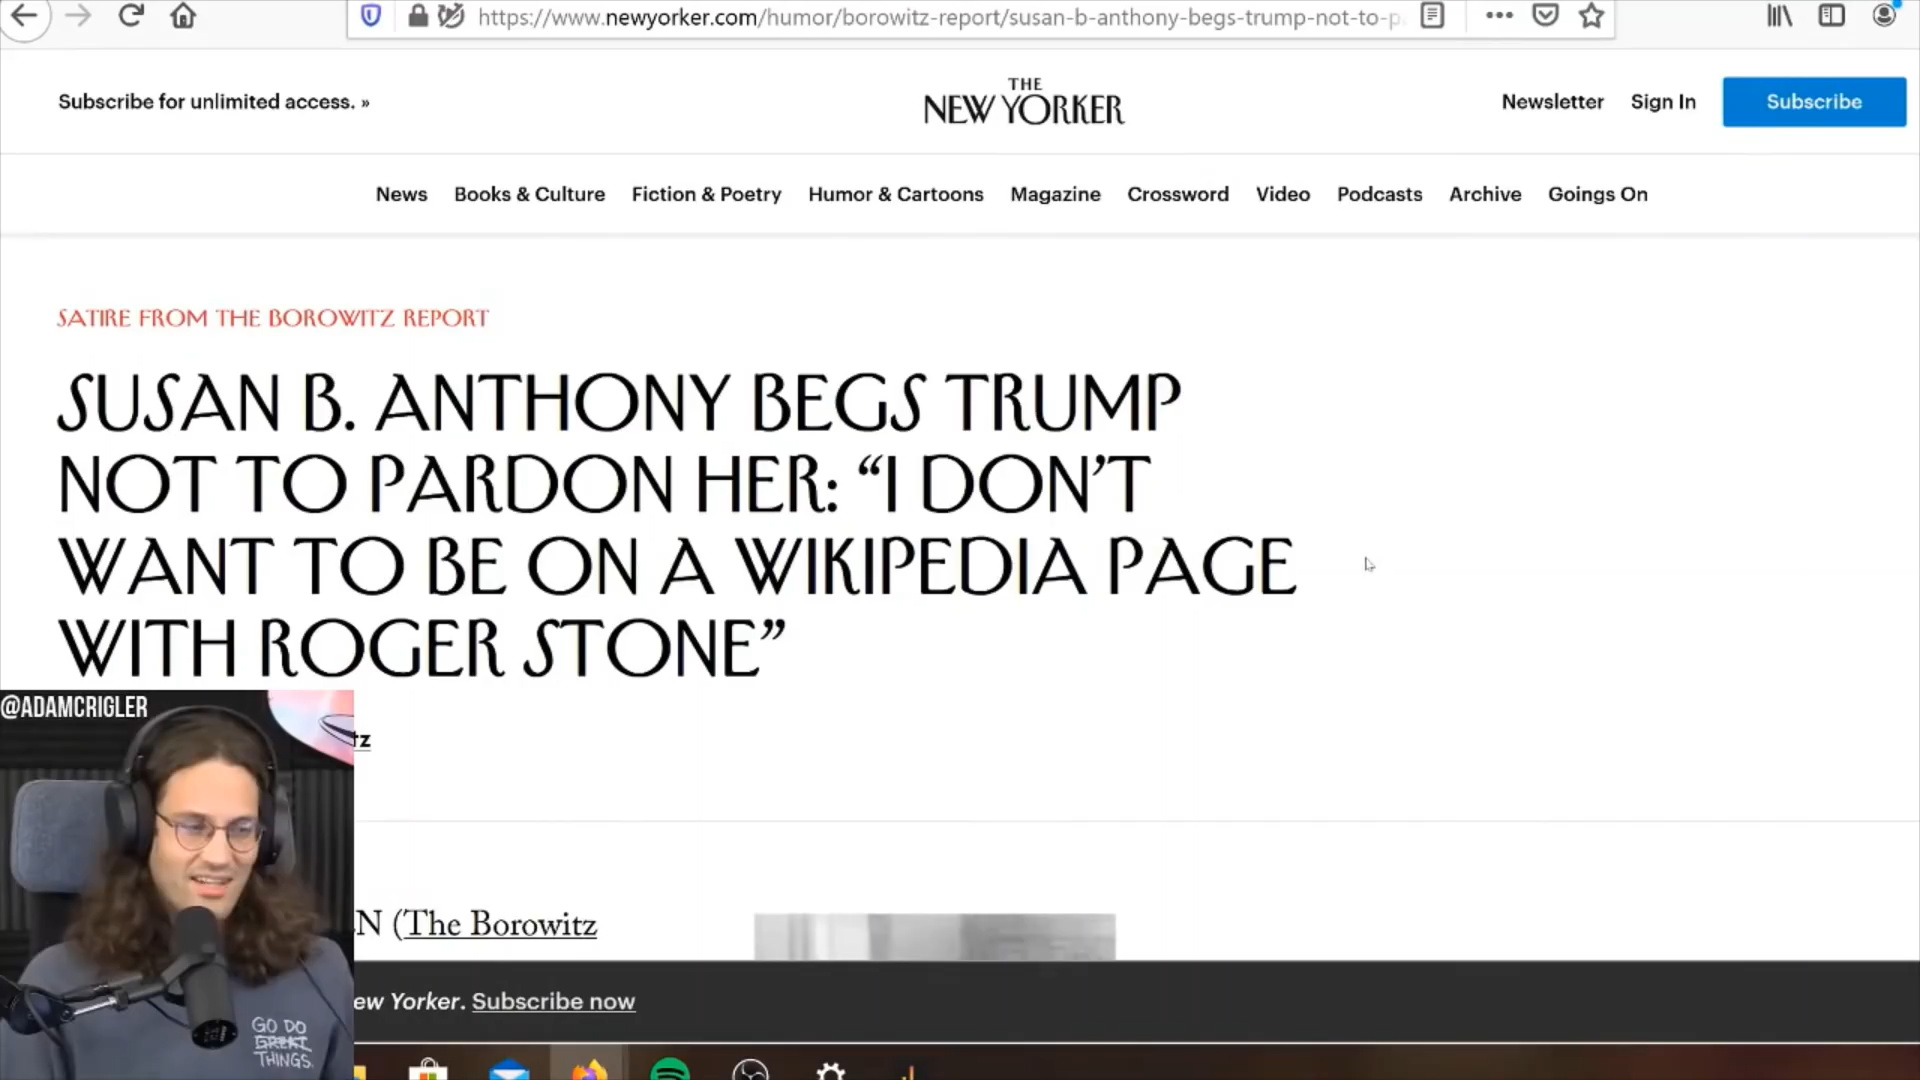 https://www.newyorker.com/humor/borowitz-report/susan-b-anthony-begs-trump-not-to-p
Subscribe for unlimited access. »
THE
NEW YORKER
Newsletter
Sign In
Subscribe
News
Books & Culture
Fiction & Poetry
Humor & Cartoons
Magazine
Crossword
Video
Podcasts
Archive
Goings On
SATIRE FROM THE BOROWITZ REPORT
SUSAN B. ANTHONY BEGS TRUMP
NOT TO PARDON HER: “I DON’T
WANT TO BE ON A WIKIPEDIA PAGE
WITH ROGER STONE”
@ADAMCRIGLER
tz
N (The Borowitz
ew Yorker. Subscribe now
GO DO
GREAT
THINGS.